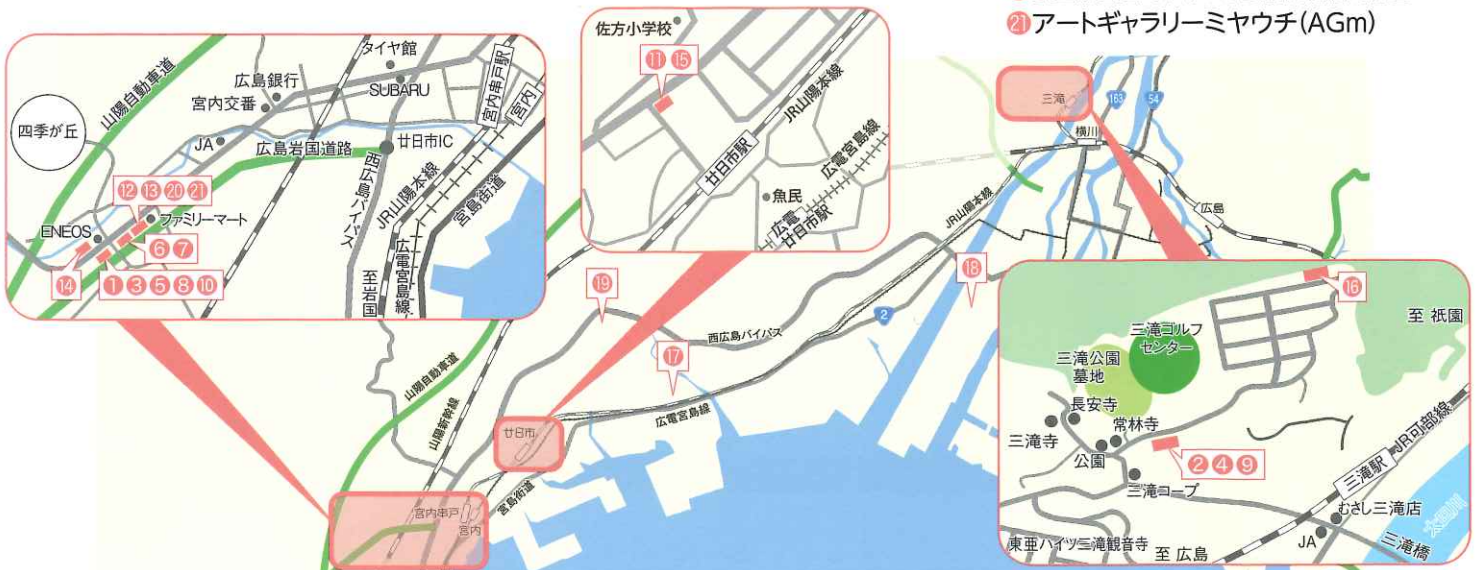 ㉑アートギャラリーミヤウチ(AGm)
四季が丘
山陽自動車道
タイヤ館
広島銀行
SUBARU
宮内交番
JA
広島岩国道路
廿日市IC
宮内串戸駅
宮内
西広島バイパス
JR山陽本線
宮島街道
広電宮島線
至岩国
⑫⑬⑳㉑
ファミリーマート
ENEOS
⑥⑦
⑭
①③⑤⑧⑩
佐方小学校
⑪⑮
JR山陽本線
廿日市駅
広電宮島線
魚民
広電
廿日市駅
三滝
163
54
横川
広島
JR山陽本線
⑱
⑲
西広島バイパス
2
⑰
広電宮島線
山陽自動車道
山陽新幹線
廿日市
宮島街道
宮内串戸
宮内
⑯
至 祇園
三滝ゴルフ
センター
三滝公園
墓地
長安寺
常林寺
三滝寺
公園
②④⑨
三滝コープ
三滝駅
JR可部線
太田川
むさし三滝店
JA
三滝橋
東亜ハイツ三滝観音寺
至 広島